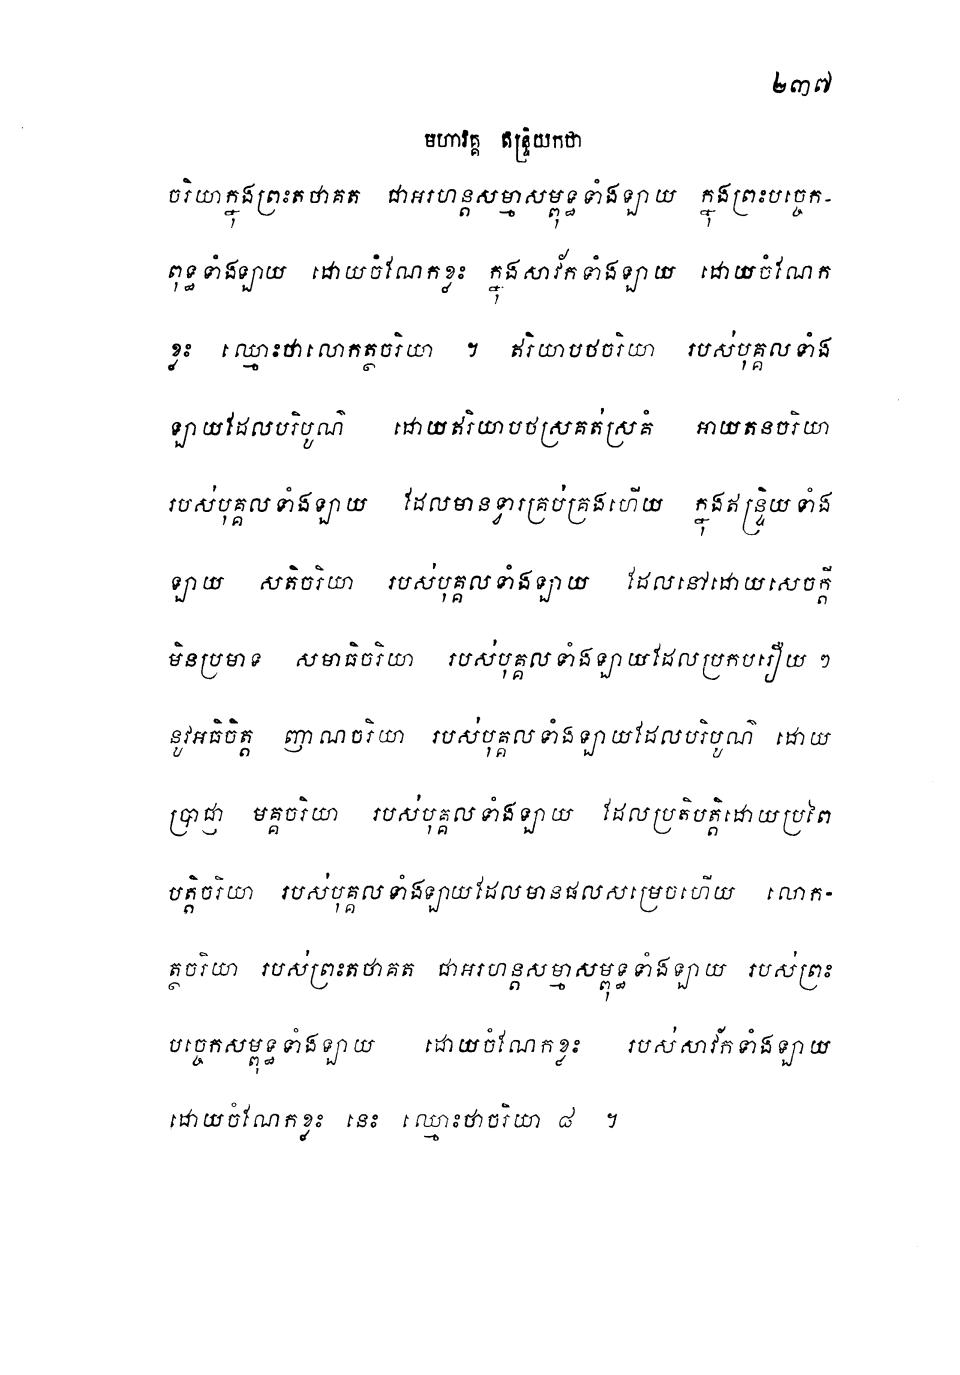 ២៣៧
មហាវគ្គ ឥន្ទ្រិយកថា
ចរិយាក្នុងព្រះតថាគត ជាអរហន្តសម្មាសម្ពុទ្ធទាំងឡាយ ក្នុងព្រះបច្ចេក-
ពុទ្ធទាំងឡាយ ដោយចំណែកខ្លះ ក្នុងសាវ័កទាំងឡាយ ដោយចំណែក
ខ្លះ ឈ្មោះថាលោកត្ថចរិយា ។ ឥរិយាបថចរិយា របស់បុគ្គលទាំង
ឡាយដែលបរិបូណ៌ ដោយឥរិយាបថស្រគត់ស្រគំ អាយតនចរិយា
របស់បុគ្គលទាំងឡាយ ដែលមានទ្វារគ្រប់គ្រងហើយ ក្នុងឥន្ទ្រិយទាំង
ឡាយ សតិចរិយា របស់បុគ្គលទាំងឡាយ ដែលនៅដោយសេចក្តី
មិនប្រមាទ សមាធិចរិយា របស់បុគ្គលទាំងឡាយដែលប្រកបរឿយ ៗ
នូវអធិចិត្ត ញាណចរិយា របស់បុគ្គលទាំងឡាយដែលបរិបូណ៌ ដោយ
ប្រាជ្ញា មគ្គចរិយា របស់បុគ្គលទាំងឡាយ ដែលប្រតិបត្តិដោយប្រពៃ
បត្តិចរិយា របស់បុគ្គលទាំងឡាយដែលមានផលសម្រេចហើយ លោក-
ត្ថចរិយា របស់ព្រះតថាគត ជាអរហន្តសម្មាសម្ពុទ្ធទាំងឡាយ របស់ព្រះ
បច្ចេកសម្ពុទ្ធទាំងឡាយ ដោយចំណែកខ្លះ របស់សាវ័កទាំងឡាយ
ដោយចំណែកខ្លះ នេះ ឈ្មោះថាចរិយា ៨ ។